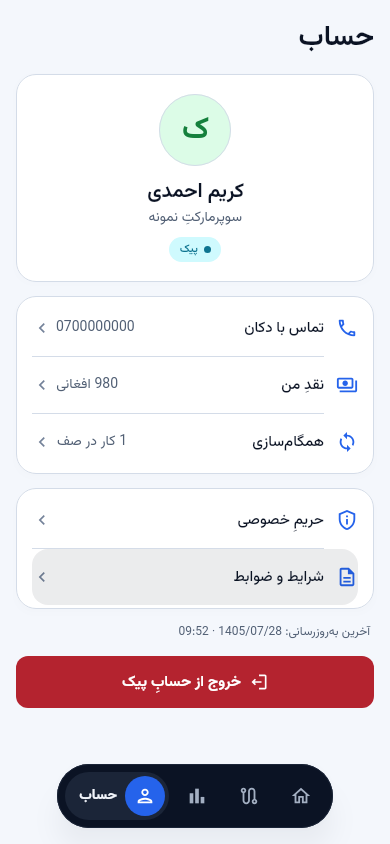 حساب
ک
کریم احمدی
سوپرمارکتِ نمونه
پیک
تماس با دکان
0700000000
نقدِ من
980 افغانی
همگام‌سازی
1 کار در صف
حریمِ خصوصی
شرایط و ضوابط
آخرین به‌روزرسانی: 1405/07/28 · 09:52
خروج از حسابِ پیک
حساب